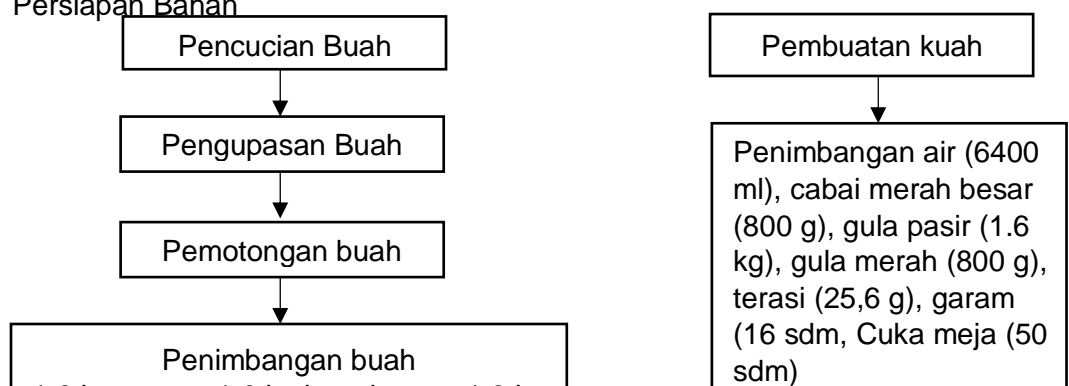 Persiapan Bahan
Pencucian Buah
Pengupasan Buah
Pemotongan buah
Penimbangan buah
Pembuatan kuah
Penimbangan air (6400
ml), cabai merah besar
(800 g), gula pasir (1.6
kg), gula merah (800 g),
terasi (25,6 g), garam
(16 sdm, Cuka meja (50
sdm)